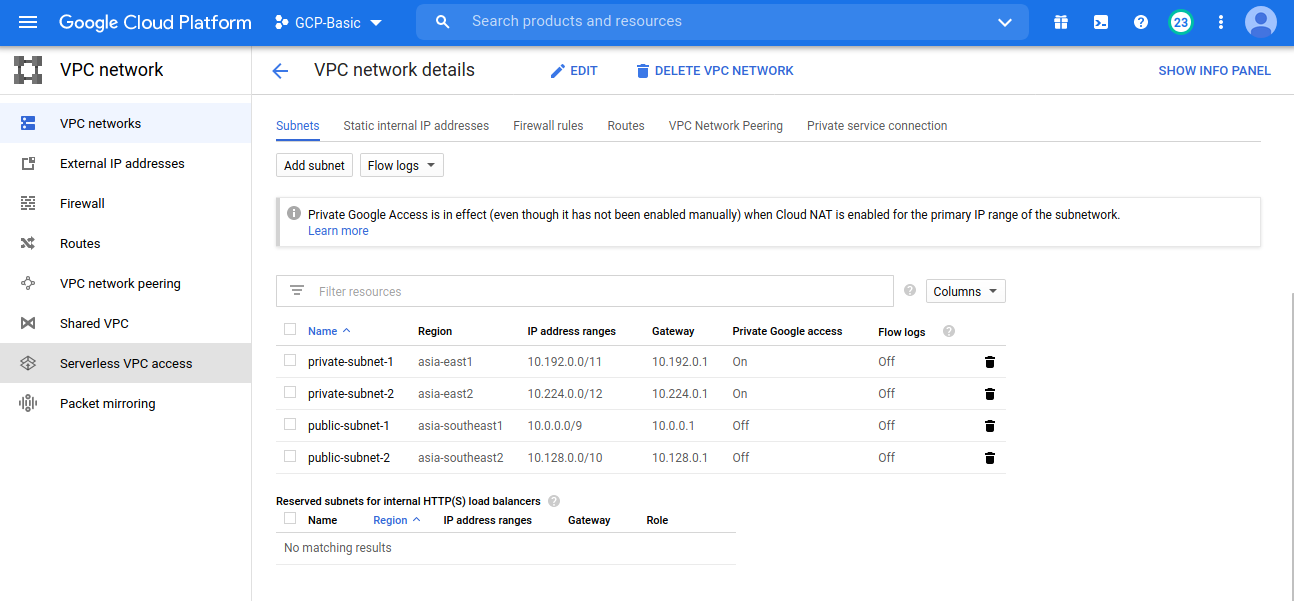 Google Cloud Platform
GCP-Basic
Search products and resources
23
VPC network
VPC network details
EDIT
DELETE VPC NETWORK
SHOW INFO PANEL
VPC networks
External IP addresses
Firewall
Routes
VPC network peering
Shared VPC
Serverless VPC access
Packet mirroring
Subnets Static internal IP addresses Firewall rules Routes VPC Network Peering Private service connection
Add subnet Flow logs
Private Google Access is in effect (even though it has not been enabled manually) when Cloud NAT is enabled for the primary IP range of the subnetwork.
Learn more
Filter resources Columns
Name Region IP address ranges Gateway Private Google access Flow logs
private-subnet-1 asia-east1 10.192.0.0/11 10.192.0.1 On Off
private-subnet-2 asia-east2 10.224.0.0/12 10.224.0.1 On Off
public-subnet-1 asia-southeast1 10.0.0.0/9 10.0.0.1 Off Off
public-subnet-2 asia-southeast2 10.128.0.0/10 10.128.0.1 Off Off
Reserved subnets for internal HTTP(S) load balancers
Name Region IP address ranges Gateway Role
No matching results